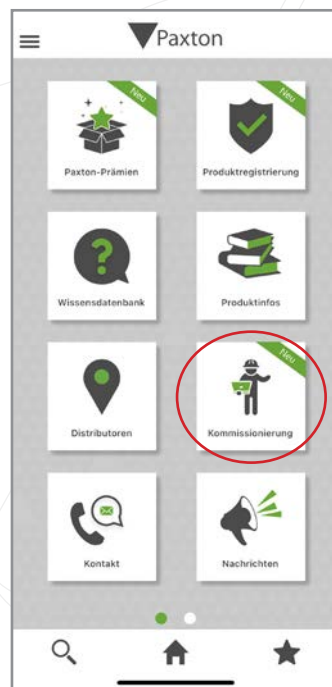 Paxton
Neu
Neu
Paxton-Prämien
Produktregistrierung
Wissensdatenbank
Produktinfos
Neu
Distributoren
Kommissionierung
Kontakt
Nachrichten